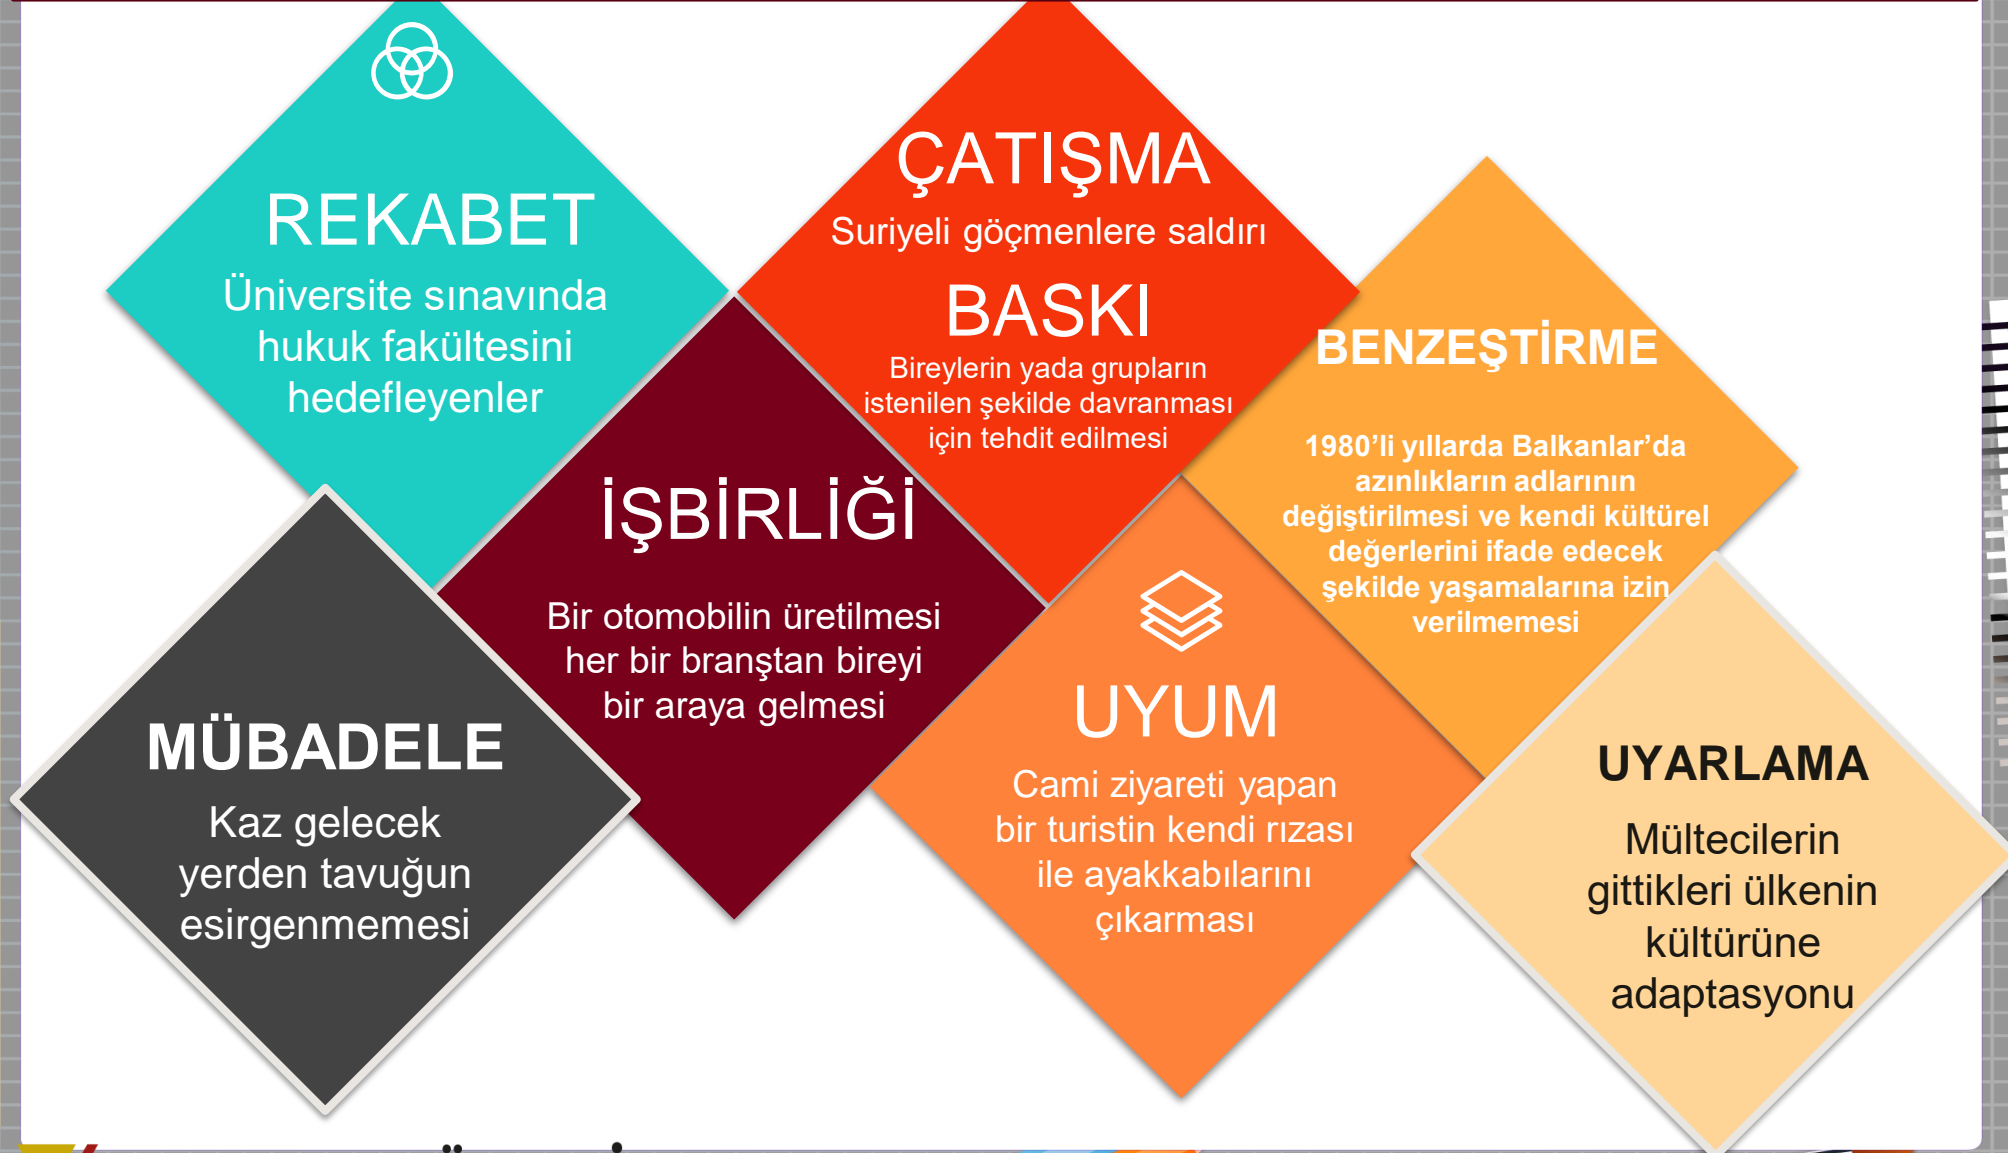 REKABET
Üniversite sınavında
hukuk fakültesini
hedefleyenler
ÇATIŞMA
Suriyeli göçmenlere saldırı
BASKI
Bireylerin yada grupların
istenilen şekilde davranması
için tehdit edilmesi
BENZEŞTİRME
1980’li yıllarda Balkanlar’da
azınlıkların adlarının
değiştirilmesi ve kendi kültürel
değerlerini ifade edecek
şekilde yaşamalarına izin
verilmemesi
İŞBİRLİĞİ
Bir otomobilin üretilmesi
her bir branştan bireyi
bir araya gelmesi
MÜBADELE
Kaz gelecek
yerden tavuğun
esirgenmemesi
UYUM
Cami ziyareti yapan
bir turistin kendi rızası
ile ayakkabılarını
çıkarması
UYARLAMA
Mültecilerin
gittikleri ülkenin
kültürüne
adaptasyonu